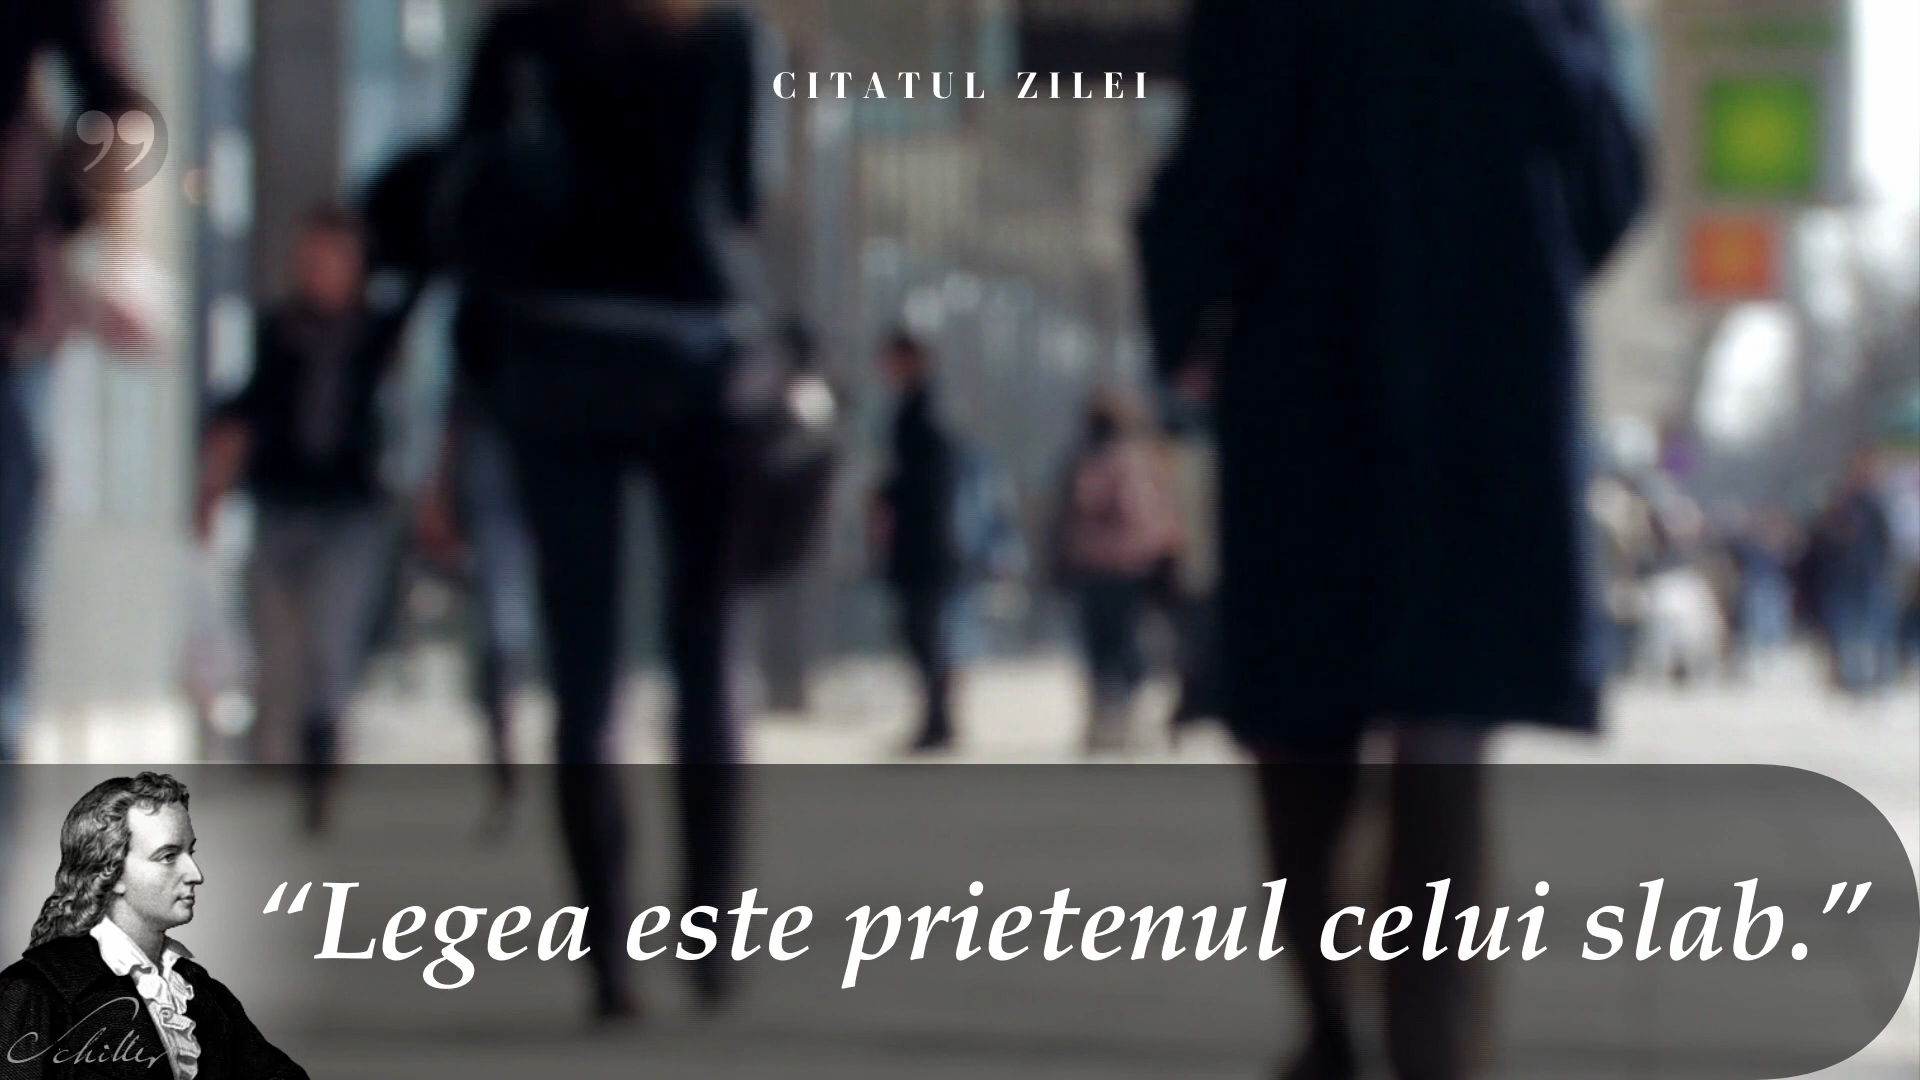 CITATUL ZILEI
”
“Legea este prietenul celui slab.”
Schiller